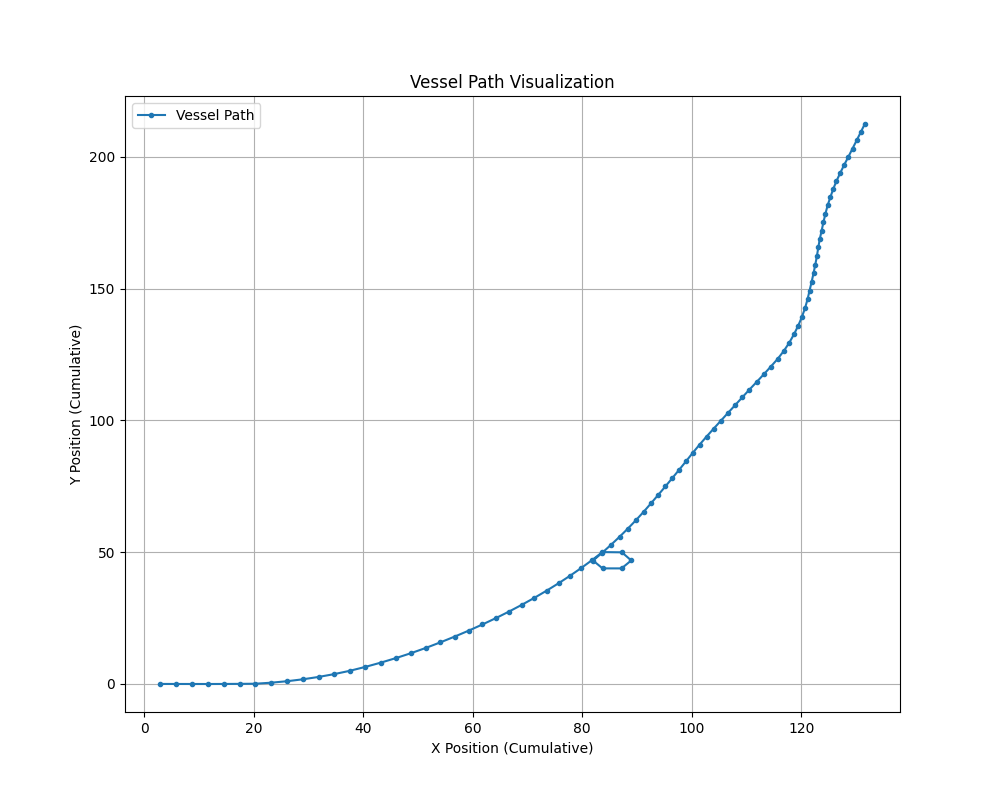 Vessel Path Visualization
Vessel Path
Y Position (Cumulative)
200
150
100
50
0
0 20 40 60 80 100 120
X Position (Cumulative)